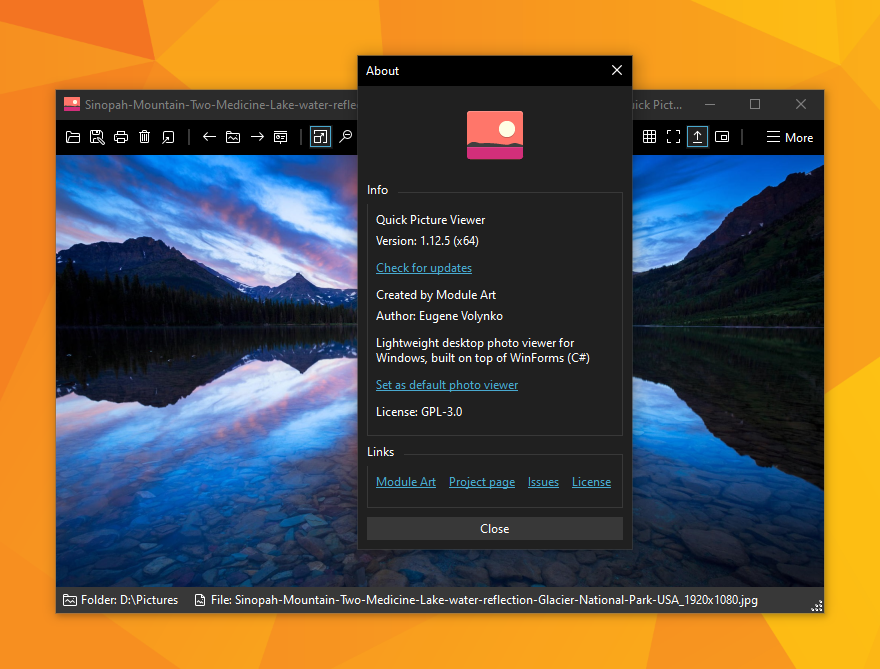 About
Sinopah-Mountain-Two-Medicine-Lake-water-refle
Pict...
More
Info
Quick Picture Viewer
Version: 1.12.5 (x64)
Check for updates
Created by Module Art
Author: Eugene Volynko
Lightweight desktop photo viewer for
Windows, built on top of WinForms (C#)
Set as default photo viewer
License: GPL-3.0
Links
Module Art Project page Issues License
Close
Folder: D:\Pictures File: Sinopah-Mountain-Two-Medicine-Lake-water-reflection-Glacier-National-Park-USA_1920x1080.jpg